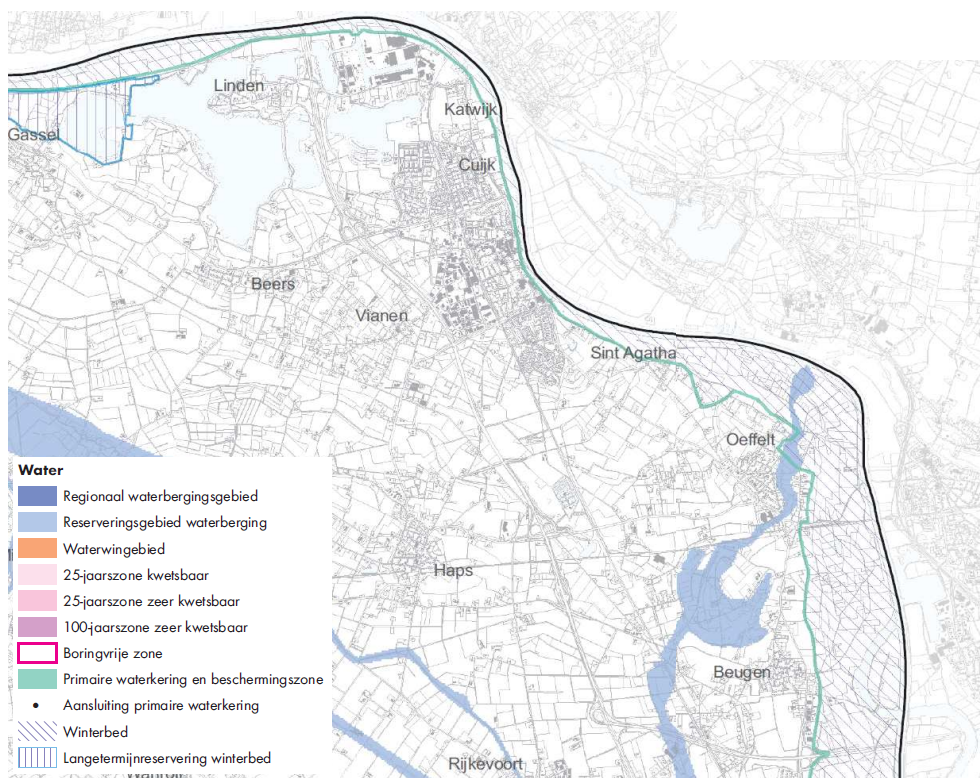 Linden
Katwijk
Gassel
Cuijk
Beers
Vianen
Sint Agatha
Oeffelt
Water
Regionaal waterbergingsgebied
Reserveringsgebied waterberging
Waterwingebied
25-jaarszone kwetsbaar
Haps
25-jaarszone zeer kwetsbaar
100-jaarszone zeer kwetsbaar
Boringvrije zone
Primaire waterkering en beschermingszone
Beugen
Aansluiting primaire waterkering
Winterbed
Langetermijnreservering winterbed
Rijkevoort